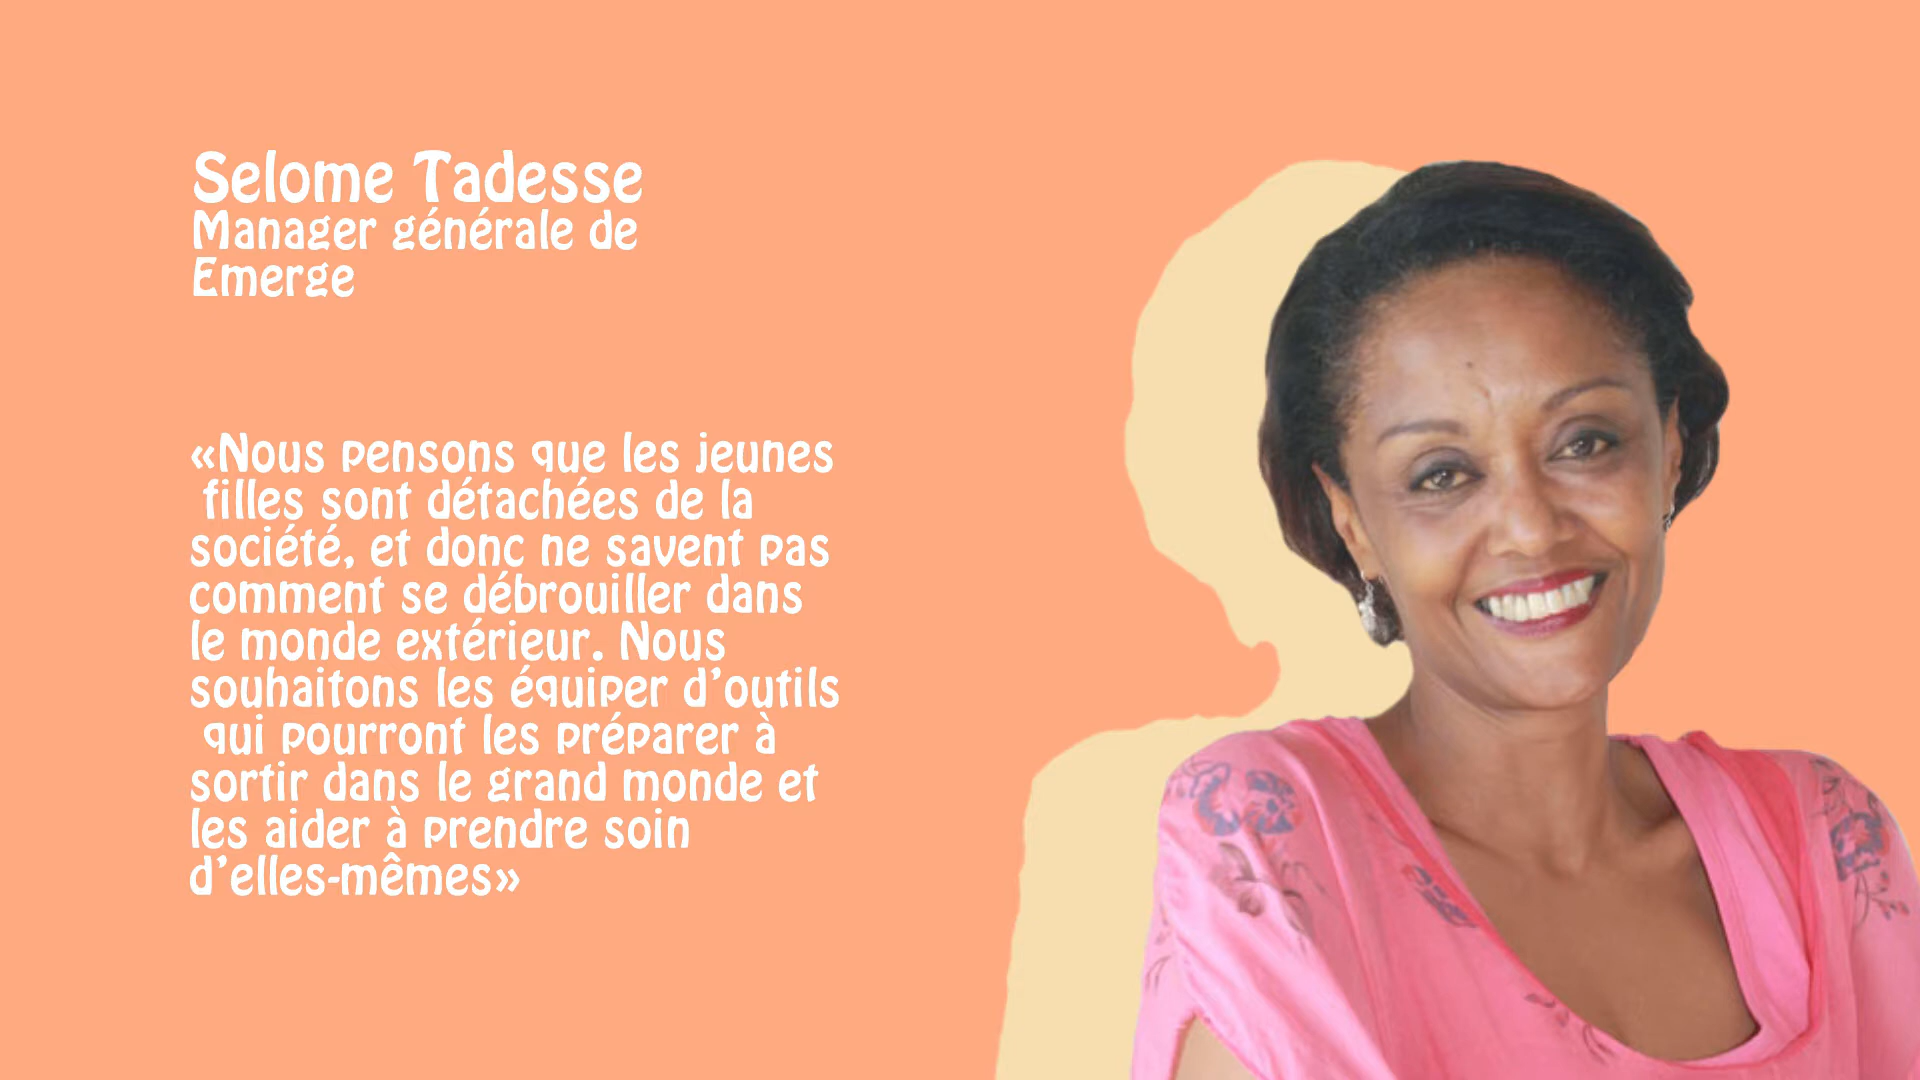 Selome Tadesse
Manager générale de
Emerge
«Nous pensons que les jeunes
filles sont détachées de la
société, et donc ne savent pas
comment se débrouiller dans
le monde extérieur. Nous
souhaitons les équiper d’outils
qui pourront les préparer à
sortir dans le grand monde et
les aider à prendre soin
d’elles-mêmes»